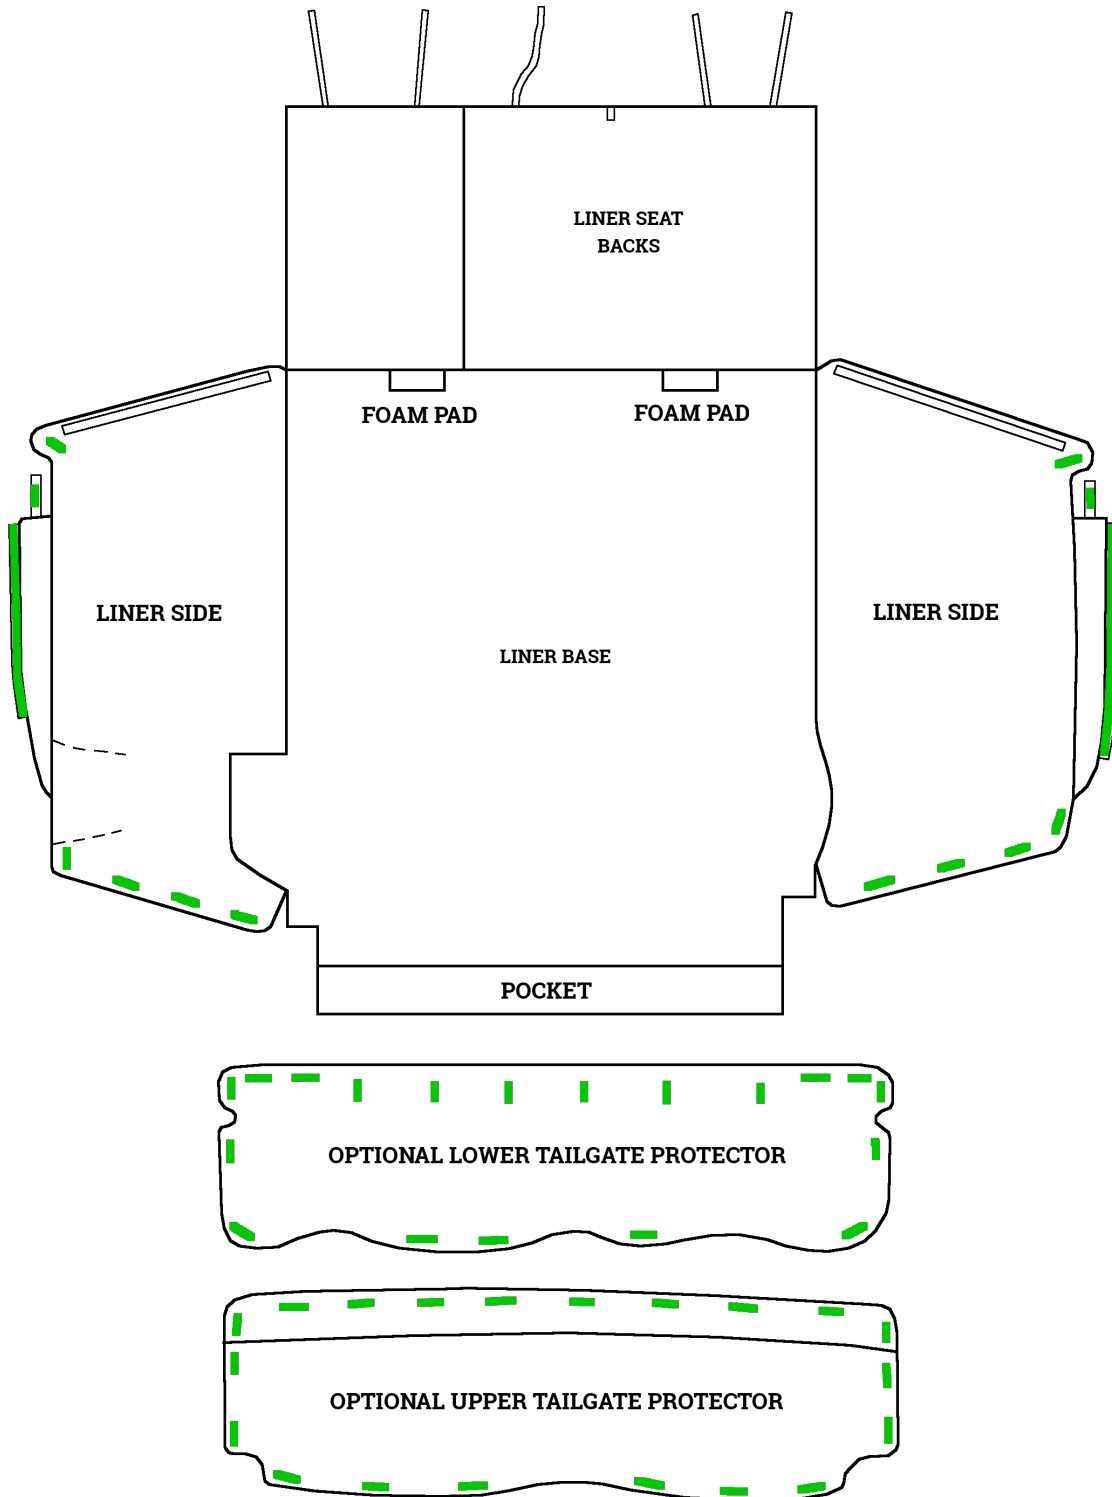 LINER SEAT
BACKS
FOAM PAD
FOAM PAD
LINER SIDE
LINER SIDE
LINER BASE
POCKET
OPTIONAL LOWER TAILGATE PROTECTOR
OPTIONAL UPPER TAILGATE PROTECTOR